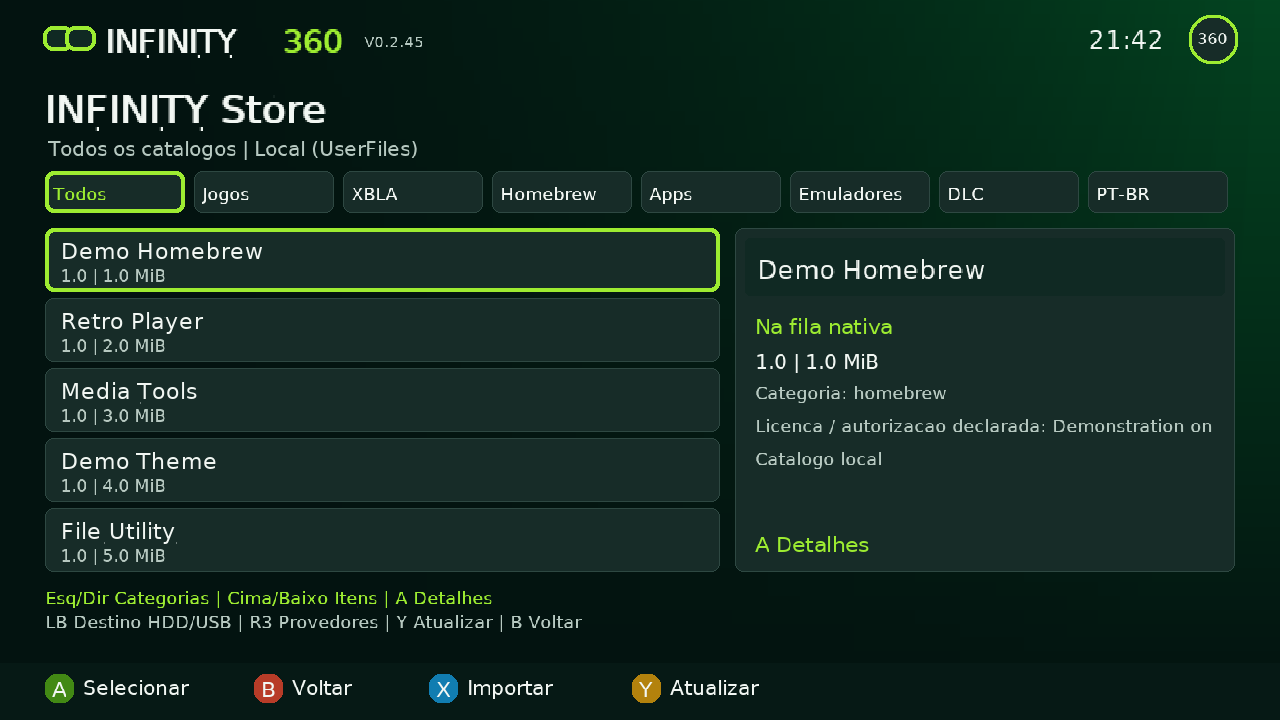 INFINITY 360 V0.2.45
21:42 360
INFINITY Store
Todos os catalogos | Local (UserFiles)
Todos Jogos XBLA Homebrew Apps Emuladores DLC PT-BR
Demo Homebrew
1.0 | 1.0 MiB
Retro Player
1.0 | 2.0 MiB
Media Tools
1.0 | 3.0 MiB
Demo Theme
1.0 | 4.0 MiB
File Utility
1.0 | 5.0 MiB
Demo Homebrew
Na fila nativa
1.0 | 1.0 MiB
Categoria: homebrew
Licenca / autorizacao declarada: Demonstration on
Catalogo local
A Detalhes
Esq/Dir Categorias | Cima/Baixo Itens | A Detalhes
LB Destino HDD/USB | R3 Provedores | Y Atualizar | B Voltar
A Selecionar B Voltar X Importar Y Atualizar